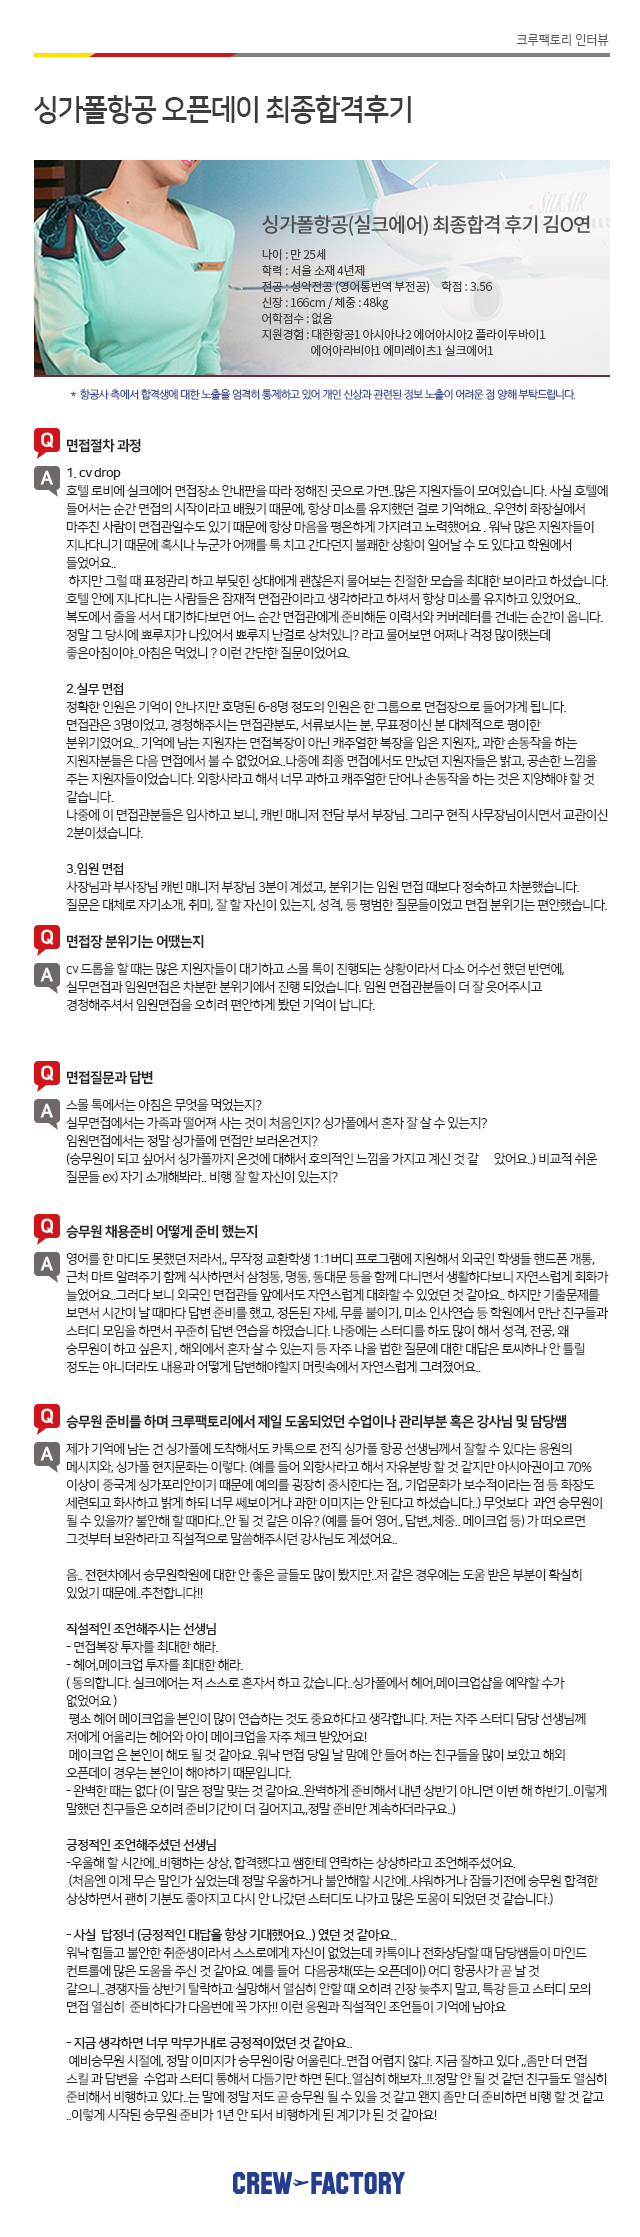 크루팩토리 인터뷰
싱가폴항공 오픈데이 최종합격후기
SILKAIR
싱가폴항공(실크에어) 최종합격 후기 김O연
나이 : 만 25세
학력 : 서울 소재 4년제
전공 : 성악전공 (영어통번역 부전공) 학점 : 3.56
신장 : 166cm / 체중 : 48kg
어학점수 : 없음
지원경험 : 대한항공1 아시아나2 에어아시아2 플라이두바이1
에어아라비아1 에미레이츠1 실크에어1
* 항공사 측에서 합격생에 대한 노출을 엄격히 통제하고 있어 개인 신상과 관련된 정보 노출이 어려운 점 양해 부탁드립니다.
Q 면접절차 과정
A 1. cv drop
호텔 로비에 실크에어 면접장소 안내판을 따라 정해진 곳으로 가면..많은 지원자들이 모여있습니다. 사실 호텔에
들어서는 순간 면접의 시작이라고 배웠기 때문에, 항상 미소를 유지했던 걸로 기억해요.. 우연히 화장실에서
마주친 사람이 면접관일수도 있기 때문에 항상 마음을 평온하게 가지려고 노력했어요 . 워낙 많은 지원자들이
지나다니기 때문에 혹시나 누군가 어깨를 툭 치고 간다던지 불쾌한 상황이 일어날 수 도 있다고 학원에서
들었어요..
하지만 그럴 때 표정관리 하고 부딪힌 상대에게 괜찮은지 물어보는 친절한 모습을 최대한 보이라고 하셨습니다.
호텔 안에 지나다니는 사람들은 잠재적 면접관이라고 생각하라고 하셔서 항상 미소를 유지하고 있었어요..
복도에서 줄을 서서 대기하다보면 어느 순간 면접관에게 준비해둔 이력서와 커버레터를 건네는 순간이 옵니다.
정말 그 당시에 뾰루지가 나있어서 뾰루지 난걸로 상처있니? 라고 물어보면 어쩌나 걱정 많이했는데
좋은아침이야..아침은 먹었니 ? 이런 간단한 질문이었어요.
2.실무 면접
정확한 인원은 기억이 안나지만 호명된 6-8명 정도의 인원은 한 그룹으로 면접장으로 들어가게 됩니다.
면접관은 3명이었고, 경청해주시는 면접관분도, 서류보시는 분, 무표정이신 분 대체적으로 평이한
분위기였어요.. 기억에 남는 지원자는 면접복장이 아닌 캐주얼한 복장을 입은 지원자,, 과한 손동작을 하는
지원자분들은 다음 면접에서 볼 수 없었어요..나중에 최종 면접에서도 만났던 지원자들은 밝고, 공손한 느낌을
주는 지원자들이었습니다. 외항사라고 해서 너무 과하고 캐주얼한 단어나 손동작을 하는 것은 지양해야 할 것
같습니다.
나중에 이 면접관분들은 입사하고 보니, 캐빈 매니저 전담 부서 부장님. 그리구 현직 사무장님이시면서 교관이신
2분이셨습니다.
3.임원 면접
사장님과 부사장님 캐빈 매니저 부장님 3분이 계셨고, 분위기는 임원 면접 때보다 정숙하고 차분했습니다.
질문은 대체로 자기소개, 취미, 잘 할 자신이 있는지, 성격, 등 평범한 질문들이었고 면접 분위기는 편안했습니다.
Q 면접장 분위기는 어땠는지
A cv 드롭을 할 때는 많은 지원자들이 대기하고 스몰 톡이 진행되는 상황이라서 다소 어수선 했던 반면에,
실무면접과 임원면접은 차분한 분위기에서 진행 되었습니다. 임원 면접관분들이 더 잘 웃어주시고
경청해주셔서 임원면접을 오히려 편안하게 봤던 기억이 납니다.
Q 면접질문과 답변
A 스몰 톡에서는 아침은 무엇을 먹었는지?
실무면접에서는 가족과 떨어져 사는 것이 처음인지? 싱가폴에서 혼자 잘 살 수 있는지?
임원면접에서는 정말 싱가폴에 면접만 보러온건지?
(승무원이 되고 싶어서 싱가폴까지 온것에 대해서 호의적인 느낌을 가지고 계신 것 같 았어요..) 비교적 쉬운
질문들 ex) 자기 소개해봐라.. 비행 잘 할 자신이 있는지?
Q 승무원 채용준비 어떻게 준비 했는지
A 영어를 한 마디도 못했던 저라서,, 무작정 교환학생 1:1버디 프로그램에 지원해서 외국인 학생들 핸드폰 개통,
근처 마트 알려주기 함께 식사하면서 삼청동, 명동, 동대문 등을 함께 다니면서 생활하다보니 자연스럽게 회화가
늘었어요..그러다 보니 외국인 면접관들 앞에서도 자연스럽게 대화할 수 있었던 것 같아요.. 하지만 기출문제를
보면서 시간이 날 때마다 답변 준비를 했고, 정돈된 자세, 무릎 붙이기, 미소 인사연습 등 학원에서 만난 친구들과
스터디 모임을 하면서 꾸준히 답변 연습을 하였습니다. 나중에는 스터디를 하도 많이 해서 성격, 전공, 왜
승무원이 하고 싶은지 , 해외에서 혼자 살 수 있는지 등 자주 나올 법한 질문에 대한 대답은 토씨하나 안 틀릴
정도는 아니더라도 내용과 어떻게 답변해야할지 머릿속에서 자연스럽게 그려졌어요..
Q 승무원 준비를 하며 크루팩토리에서 제일 도움되었던 수업이나 관리부분 혹은 강사님 및 담당쌤
A 제가 기억에 남는 건 싱가폴에 도착해서도 카톡으로 전직 싱가폴 항공 선생님께서 잘할 수 있다는 응원의
메시지와, 싱가폴 현지문화는 이렇다. (예를 들어 외항사라고 해서 자유분방 할 것 같지만 아시아권이고 70%
이상이 중국계 싱가포리안이기 때문에 예의를 굉장히 중시한다는 점,, 기업문화가 보수적이라는 점 등 화장도
세련되고 화사하고 밝게 하되 너무 쎄보이거나 과한 이미지는 안 된다고 하셨습니다..) 무엇보다 과연 승무원이
될 수 있을까? 불안해 할 때마다..안 될 것 같은 이유? (예를 들어 영어., 답변,,체중.. 메이크업 등) 가 떠오르면
그것부터 보완하라고 직설적으로 말씀해주시던 강사님도 계셨어요..
음.. 전현차에서 승무원학원에 대한 안 좋은 글들도 많이 봤지만..저 같은 경우에는 도움 받은 부분이 확실히
있었기 때문에..추천합니다!!
직설적인 조언해주시는 선생님
- 면접복장 투자를 최대한 해라.
- 헤어,메이크업 투자를 최대한 해라.
( 동의합니다. 실크에어는 저 스스로 혼자서 하고 갔습니다..싱가폴에서 헤어,메이크업샵을 예약할 수가
없었어요 )
평소 헤어 메이크업을 본인이 많이 연습하는 것도 중요하다고 생각합니다. 저는 자주 스터디 담당 선생님께
저에게 어울리는 헤어와 아이 메이크업을 자주 체크 받았어요!
메이크업 은 본인이 해도 될 것 같아요..워낙 면접 당일 날 맘에 안 들어 하는 친구들을 많이 보았고 해외
오픈데이 경우는 본인이 해야하기 때문입니다.
- 완벽한 때는 없다 (이 말은 정말 맞는 것 같아요..완벽하게 준비해서 내년 상반기 아니면 이번 해 하반기..이렇게
말했던 친구들은 오히려 준비기간이 더 길어지고,,정말 준비만 계속하더라구요..)
긍정적인 조언해주셨던 선생님
-우울해 할 시간에..비행하는 상상, 합격했다고 쌤한테 연락하는 상상하라고 조언해주셨어요.
(처음엔 이게 무슨 말인가 싶었는데 정말 우울하거나 불안해할 시간에..샤워하거나 잠들기전에 승무원 합격한
상상하면서 괜히 기분도 좋아지고 다시 안 나갔던 스터디도 나가고 많은 도움이 되었던 것 같습니다.)
- 사실 답정너 (긍정적인 대답을 항상 기대했어요..) 였던 것 같아요..
워낙 힘들고 불안한 취준생이라서 스스로에게 자신이 없었는데 카톡이나 전화상담할 때 담당쌤들이 마인드
컨트롤에 많은 도움을 주신 것 같아요. 예를 들어 다음공채(또는 오픈데이) 어디 항공사가 곧 날 것
같으니..경쟁자들 상반기 탈락하고 실망해서 열심히 안할 때 오히려 긴장 늦추지 말고, 특강 듣고 스터디 모의
면접 열심히 준비하다가 다음번에 꼭 가자!! 이런 응원과 직설적인 조언들이 기억에 남아요
- 지금 생각하면 너무 막무가내로 긍정적이었던 것 같아요..
예비승무원 시절에, 정말 이미지가 승무원이랑 어울린다..면접 어렵지 않다. 지금 잘하고 있다 ,,좀만 더 면접
스킬 과 답변을 수업과 스터디 통해서 다듬기만 하면 된다..열심히 해보자..!!.정말 안 될 것 같던 친구들도 열심히
준비해서 비행하고 있다..는 말에 정말 저도 곧 승무원 될 수 있을 것 같고 왠지 좀만 더 준비하면 비행 할 것 같고
..이렇게 시작된 승무원 준비가 1년 안 되서 비행하게 된 계기가 된 것 같아요!
CREW FACTORY